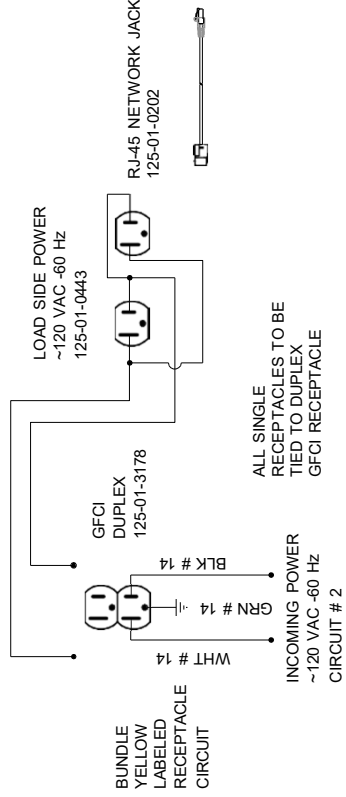 BUNDLE
YELLOW
LABELED
RECEPTACLE
CIRCUIT
GFCI
DUPLEX
125-01-3178
LOAD SIDE POWER
~120 VAC -60 Hz
125-01-0443
RJ-45 NETWORK JACK
125-01-0202
WHT # 14
GRN # 14
BLK # 14
INCOMING POWER
~120 VAC -60 Hz
CIRCUIT # 2
ALL SINGLE
RECEPTACLES TO BE
TIED TO DUPLEX
GFCI RECEPTACLE